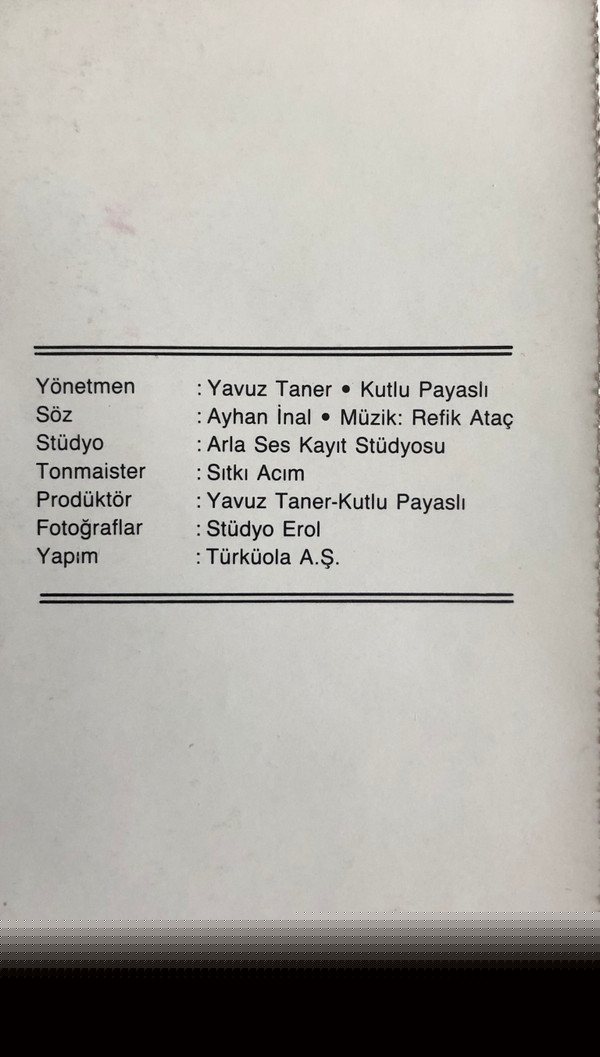 Yönetmen : Yavuz Taner • Kutlu Payaslı
Söz : Ayhan İnal • Müzik: Refik Ataç
Stüdyo : Arla Ses Kayıt Stüdyosu
Tonmaister : Sıtkı Acım
Prodüktör : Yavuz Taner-Kutlu Payaslı
Fotoğraflar : Stüdyo Erol
Yapım : Türküola A.Ş.